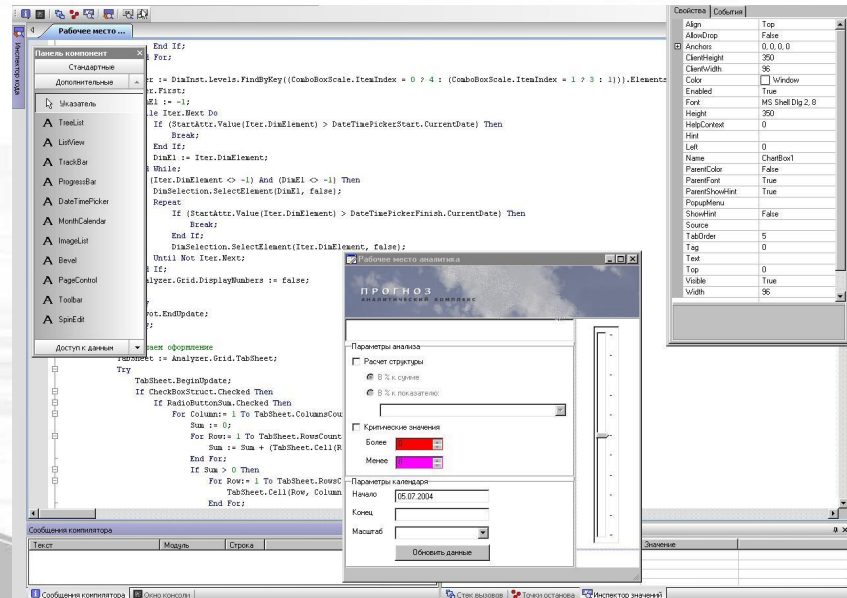 Рабочее место ...
Инспектор кода
Панель компонент
Стандартные
Дополнительные
Указатель
TreeList
ListView
TrackBar
ProgressBar
DateTimePicker
MonthCalendar
ImageList
Bevel
PageControl
Toolbar
SpinEdit
Доступ к данным
End If;
For;
:= DimInst.Levels.FindByKey((ComboBoxScale.ItemIndex = 0 ? 4 : (ComboBoxScale.ItemIndex = 1 ? 3 : 1))).Elements
.First;
:= -1;
Iter.Next Do
If (StartAttr.Value(Iter.DimElement) > DateTimePickerStart.CurrentDate) Then
Break;
End If;
DimEl := Iter.DimElement;
While;
(Iter.DimElement <> -1) And (DimEl <> -1) Then
DimSelection.SelectElement(DimEl, false);
Repeat
If (StartAttr.Value(Iter.DimElement) > DateTimePickerFinish.CurrentDate) Then
Break;
End If;
DimSelection.SelectElement(Iter.DimElement, false);
Until Not Iter.Next;
If;
.Grid.DisplayNumbers := false;
.EndUpdate;
оформление
TabSheet := Analyzer.Grid.TabSheet;
Try
TabSheet.BeginUpdate;
If CheckBoxStruct.Checked Then
If RadioButtonSum.Checked Then
For Column:= 1 To TabSheet.ColumnsCou
Sum := 0;
For Row:= 1 To TabSheet.RowsCount
Sum := Sum + (TabSheet.Cell(R
End For;
If Sum > 0 Then
For Row:= 1 To TabSheet.RowsC
TabSheet.Cell(Row, Column
End For;
Рабочее место аналитика
ПРОГНОЗ
АНАЛИТИЧЕСКИЙ КОМПЛЕКС
Параметры анализа
Расчет структуры
В % к сумме
В % к показателю:
Критические значения
Более
Менее
Параметры календаря
Начало 05.07.2004
Конец
Масштаб
Обновить данные
Свойства События
Align Top
AllowDrop False
Anchors 0, 0, 0, 0
ClientHeight 350
ClientWidth 96
Color Window
Enabled True
Font MS Shell Dlg 2, 8
Height 350
HelpContext 0
Hint
Left 0
Name ChartBox1
ParentColor False
ParentFont True
ParentShowHint True
PopupMenu
ShowHint False
Source
TabOrder 5
Tag 0
Text
Top 0
Visible True
Width 96
Сообщения компилятора
Текст Модуль Строка
Значение
Сообщения компилятора Окно консоли
Стек вызовов Точки останова Инспектор значений